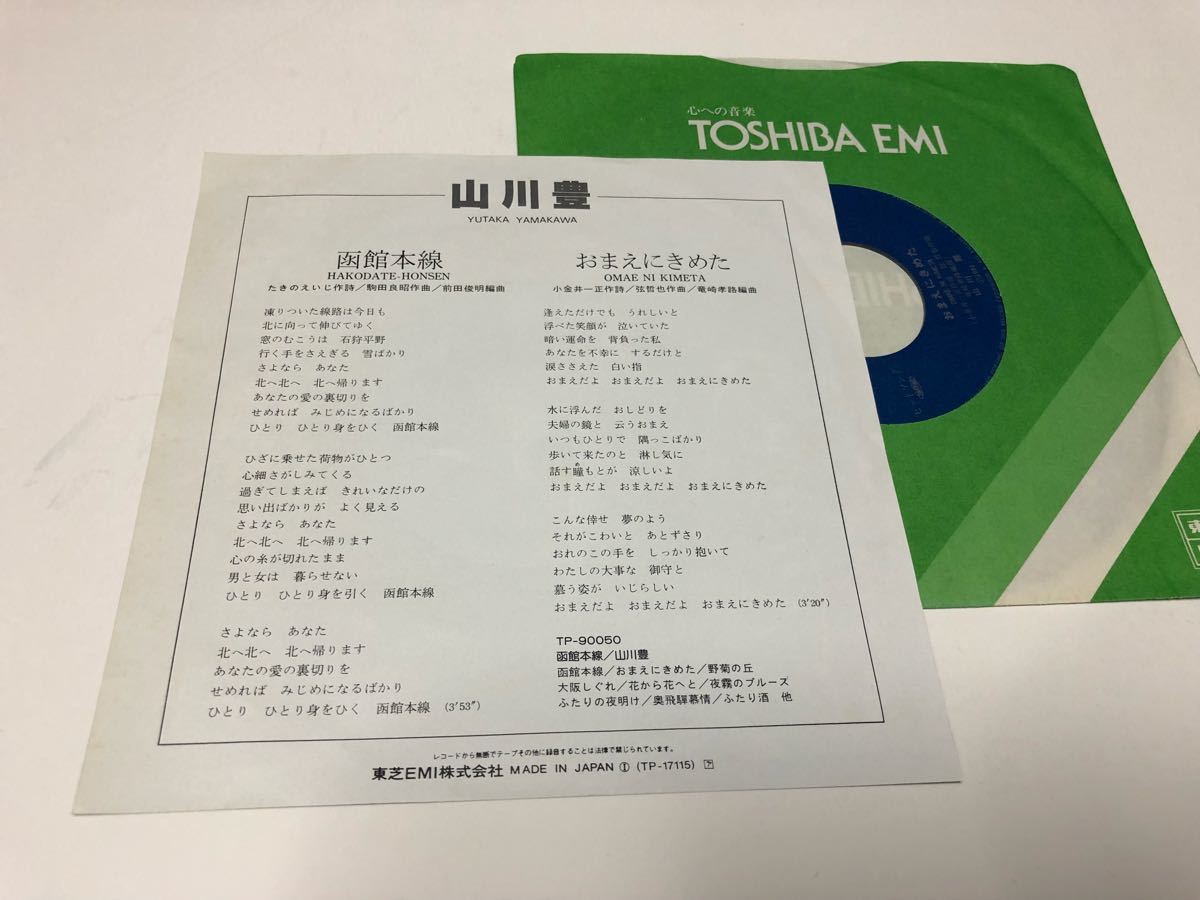 心への音楽
TOSHIBA EMI
山川豊
YUTAKA YAMAKAWA
函館本線
HAKODATE-HONSEN
たきのえいじ作詩／駒田良昭作曲／前田俊明編曲
凍りついた線路は今日も
北に向って伸びてゆく
窓のむこうは 石狩平野
行く手をさえぎる 雪ばかり
さよなら あなた
北へ北へ 北へ帰ります
あなたの愛の裏切りを
せめれば みじめになるばかり
ひとり ひとり身をひく 函館本線
ひざに乗せた荷物がひとつ
心細さがしみてくる
過ぎてしまえば きれいなだけの
思い出ばかりが よく見える
さよなら あなた
北へ北へ 北へ帰ります
心の糸が切れたまま
男と女は 暮らせない
ひとり ひとり身を引く 函館本線
さよなら あなた
北へ北へ 北へ帰ります
あなたの愛の裏切りを
せめれば みじめになるばかり
ひとり ひとり身をひく 函館本線 (3′53″)
おまえにきめた
OMAE NI KIMETA
小金井一正作詩／弦哲也作曲／竜崎孝路編曲
逢えただけでも うれしいと
浮べた笑顔が 泣いていた
暗い運命を 背負った私
あなたを不幸に するだけと
涙ささえた 白い指
おまえだよ おまえだよ おまえにきめた
水に浮んだ おしどりを
夫婦の鏡と 云うおまえ
いつもひとりで 隅っこばかり
歩いて来たのと 淋し気に
話す瞳もとが 涼しいよ
おまえだよ おまえだよ おまえにきめた
こんな倖せ 夢のよう
それがこわいと あとずさり
おれのこの手を しっかり抱いて
わたしの大事な 御守と
慕う姿が いじらしい
おまえだよ おまえだよ おまえにきめた (3′20″)
TP-90050
函館本線／山川豊
函館本線／おまえにきめた／野菊の丘
大阪しぐれ／花から花へと／夜霧のブルーズ
ふたりの夜明け／奥飛騨慕情／ふたり酒 他
レコードから無断でテープその他に録音することは法律で禁じられています。
東芝EMI株式会社 MADE IN JAPAN Ⓘ (TP-17115) ㋐
おまえにきめた
山川豊